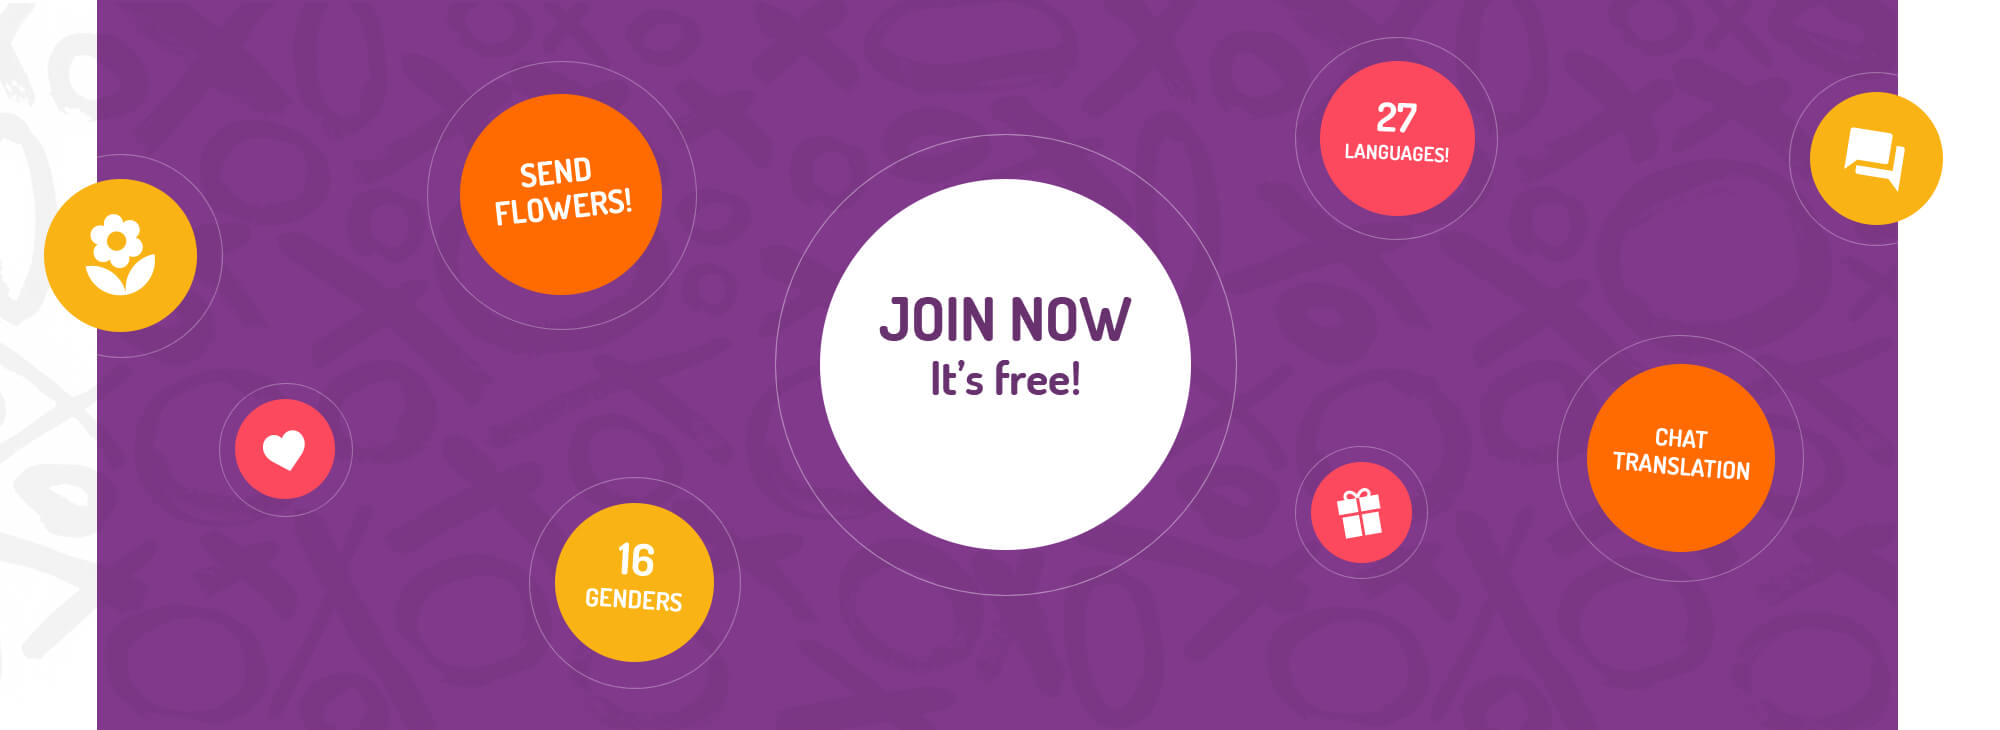 SEND
FLOWERS!
27
LANGUAGES!
JOIN NOW
It's free!
CHAT
TRANSLATION
16
GENDERS